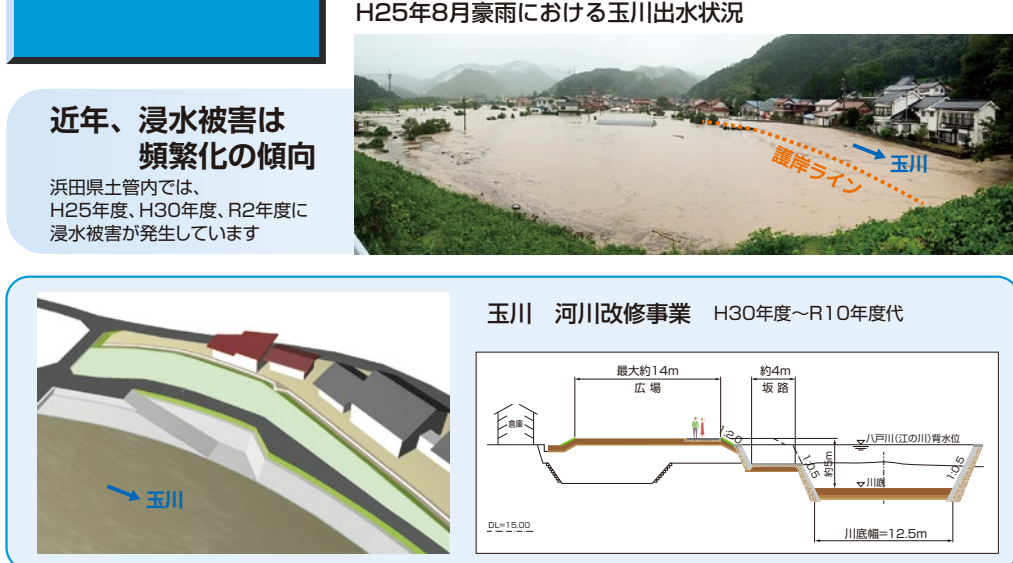 H25年8月豪雨における玉川出水状況
近年、浸水被害は
頻繁化の傾向
浜田県土管内では、
H25年度、H30年度、R2年度に
浸水被害が発生しています
護岸ライン
玉川
玉川　河川改修事業　H30年度～R10年度代
玉川
最大約14m
広場
約4m
坂路
倉庫
1:2.0
八戸川(江の川)背水位
1:0.5
約5m
1:0.5
川底
DL=15.00
川底幅=12.5m